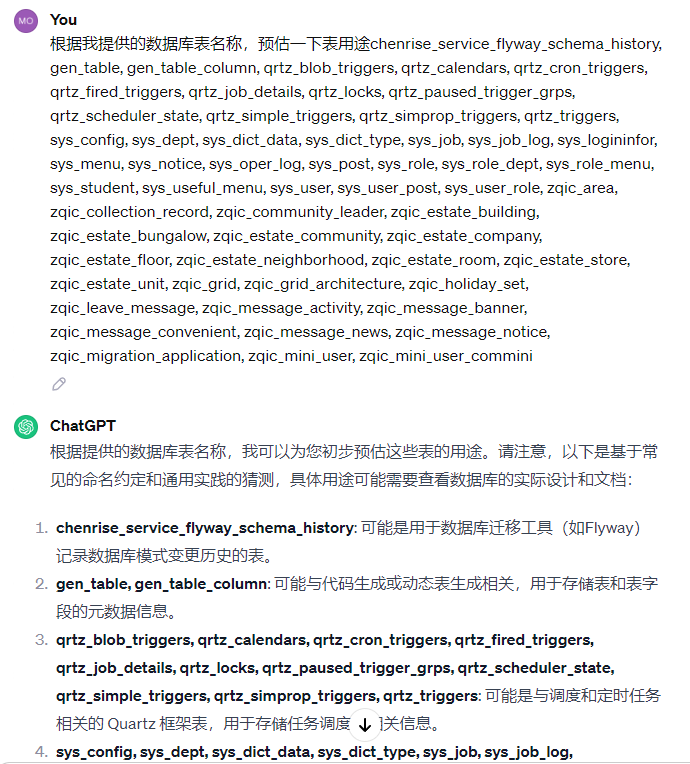 MO
You
根据我提供的数据库表名称，预估一下表用途chenrise_service_flyway_schema_history,
gen_table, gen_table_column, qrtz_blob_triggers, qrtz_calendars, qrtz_cron_triggers,
qrtz_fired_triggers, qrtz_job_details, qrtz_locks, qrtz_paused_trigger_grps,
qrtz_scheduler_state, qrtz_simple_triggers, qrtz_simprop_triggers, qrtz_triggers,
sys_config, sys_dept, sys_dict_data, sys_dict_type, sys_job, sys_job_log, sys_logininfor,
sys_menu, sys_notice, sys_oper_log, sys_post, sys_role, sys_role_dept, sys_role_menu,
sys_student, sys_useful_menu, sys_user, sys_user_post, sys_user_role, zqic_area,
zqic_collection_record, zqic_community_leader, zqic_estate_building,
zqic_estate_bungalow, zqic_estate_community, zqic_estate_company,
zqic_estate_floor, zqic_estate_neighborhood, zqic_estate_room, zqic_estate_store,
zqic_estate_unit, zqic_grid, zqic_grid_architecture, zqic_holiday_set,
zqic_leave_message, zqic_message_activity, zqic_message_banner,
zqic_message_convenient, zqic_message_news, zqic_message_notice,
zqic_migration_application, zqic_mini_user, zqic_mini_user_commini
ChatGPT
根据提供的数据库表名称，我可以为您初步预估这些表的用途。请注意，以下是基于常
见的命名约定和通用实践的猜测，具体用途可能需要查看数据库的实际设计和文档：
1. chenrise_service_flyway_schema_history: 可能是用于数据库迁移工具（如Flyway）
记录数据库模式变更历史的表。
2. gen_table, gen_table_column: 可能与代码生成或动态表生成相关，用于存储表和表字
段的元数据信息。
3. qrtz_blob_triggers, qrtz_calendars, qrtz_cron_triggers, qrtz_fired_triggers,
qrtz_job_details, qrtz_locks, qrtz_paused_trigger_grps, qrtz_scheduler_state,
qrtz_simple_triggers, qrtz_simprop_triggers, qrtz_triggers: 可能是与调度和定时任务
相关的 Quartz 框架表，用于存储任务调度 关信息。
4. sys_config, sys_dept, sys_dict_data, sys_dict_type, sys_job, sys_job_log,